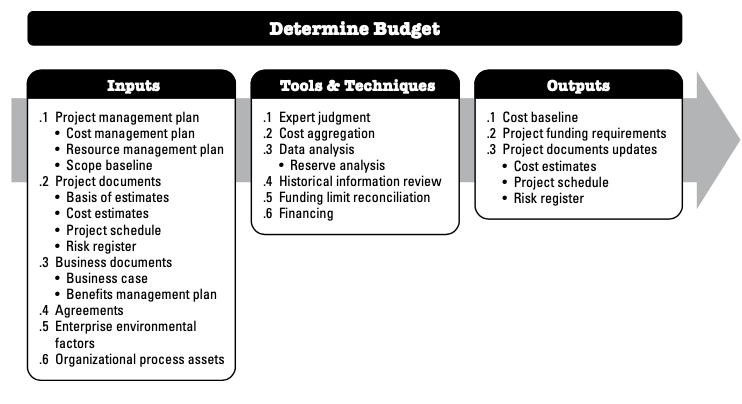 Determine Budget
Inputs
.1 Project management plan
• Cost management plan
• Resource management plan
• Scope baseline
.2 Project documents
• Basis of estimates
• Cost estimates
• Project schedule
• Risk register
.3 Business documents
• Business case
• Benefits management plan
.4 Agreements
.5 Enterprise environmental
factors
.6 Organizational process assets
Tools & Techniques
.1 Expert judgment
.2 Cost aggregation
.3 Data analysis
• Reserve analysis
.4 Historical information review
.5 Funding limit reconciliation
.6 Financing
Outputs
.1 Cost baseline
.2 Project funding requirements
.3 Project documents updates
• Cost estimates
• Project schedule
• Risk register